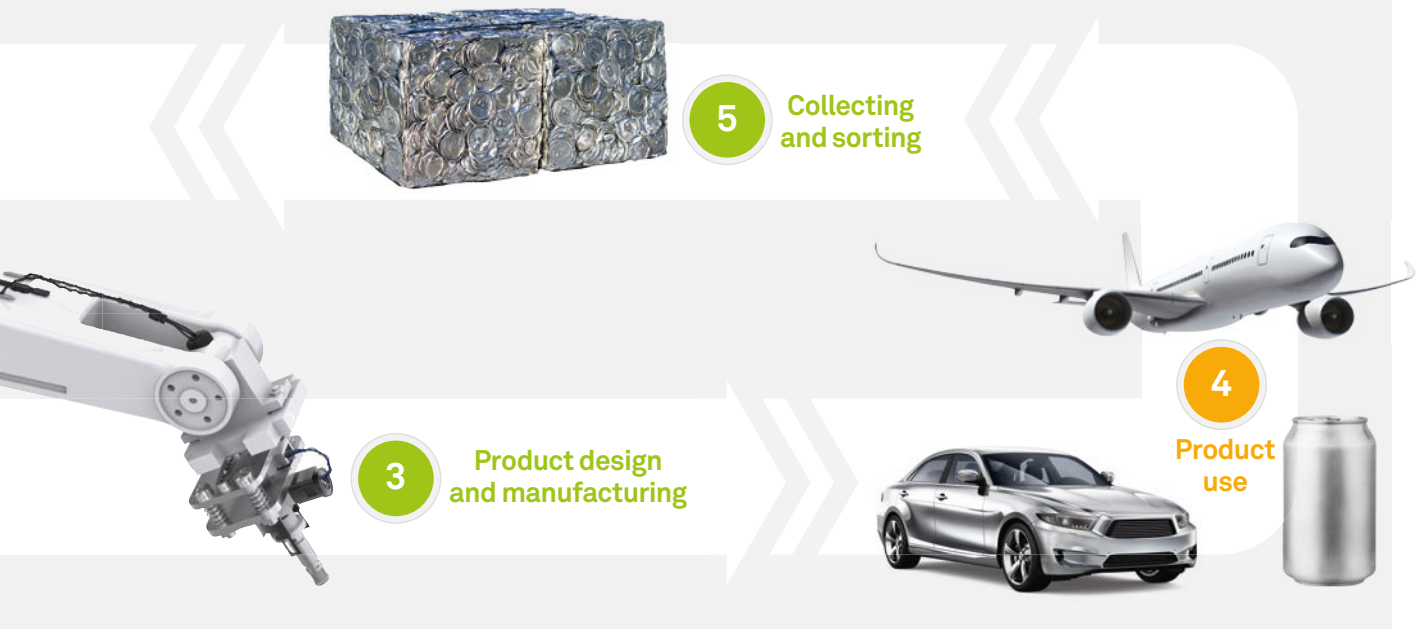 5
Collecting
and sorting
4
Product
use
3
Product design
and manufacturing